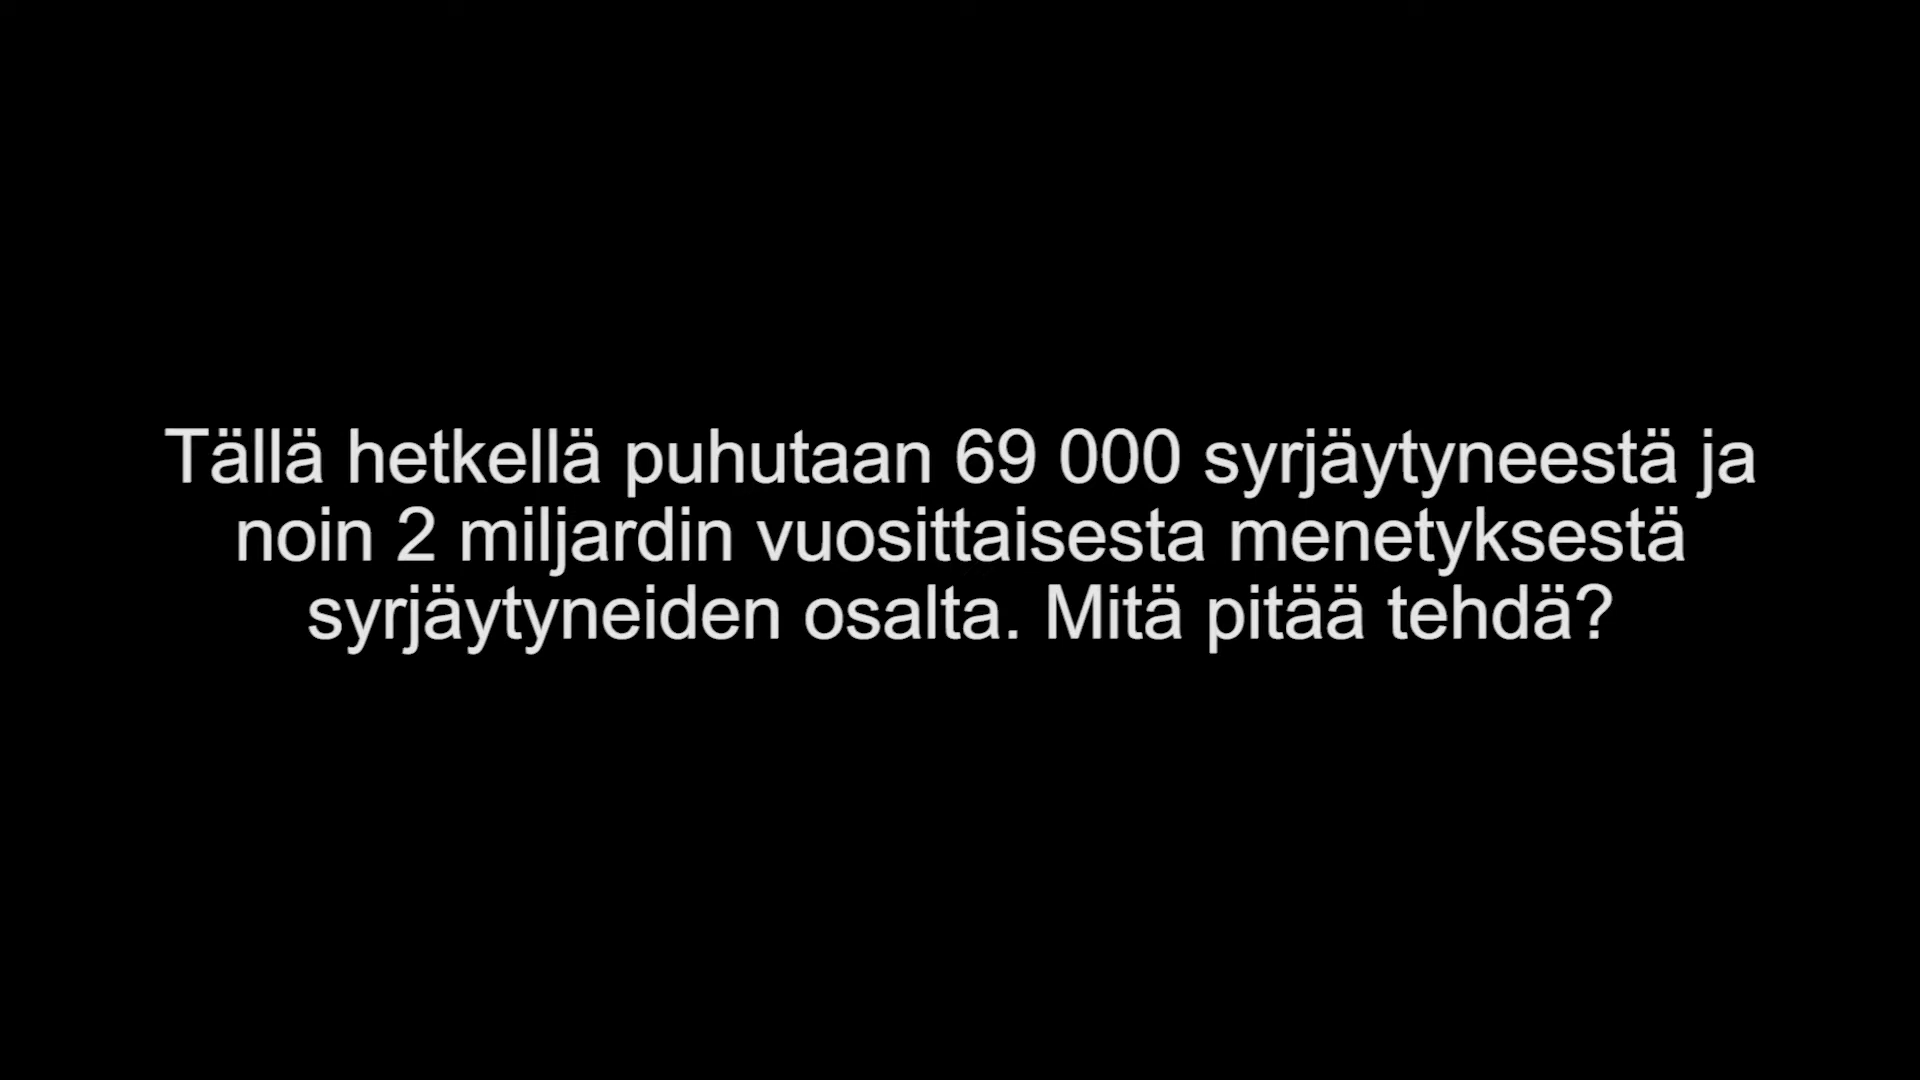 Tällä hetkellä puhutaan 69 000 syrjäytyneestä ja
noin 2 miljardin vuosittaisesta menetyksestä
syrjäytyneiden osalta. Mitä pitää tehdä?